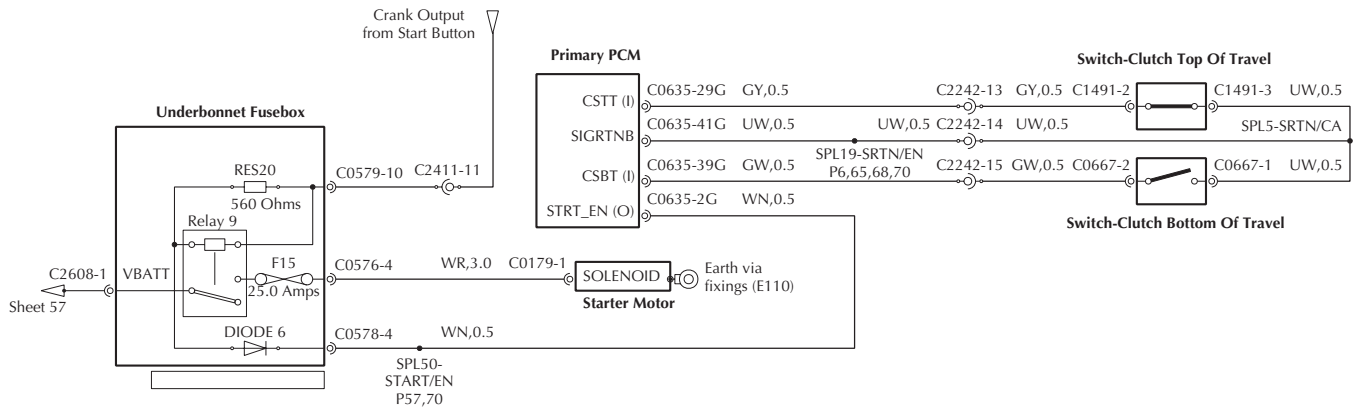 Crank Output
from Start Button
Primary PCM
Switch-Clutch Top Of Travel
CSTT (I)
C0635-29G GY,0.5
C2242-13 GY,0.5 C1491-2
C1491-3 UW,0.5
Underbonnet Fusebox
SIGRTNB
C0635-41G UW,0.5
UW,0.5 C2242-14 UW,0.5
SPL5-SRTN/CA
SPL19-SRTN/EN
P6,65,68,70
RES20
560 Ohms
C0579-10 C2411-11
CSBT (I)
C0635-39G GW,0.5
C2242-15 GW,0.5 C0667-2
C0667-1 UW,0.5
STRT_EN (O)
C0635-2G WN,0.5
Switch-Clutch Bottom Of Travel
Relay 9
C2608-1 VBATT
F15
25.0 Amps
C0576-4 WR,3.0 C0179-1
SOLENOID
Earth via
fixings (E110)
Starter Motor
Sheet 57
DIODE 6
C0578-4 WN,0.5
SPL50-
START/EN
P57,70